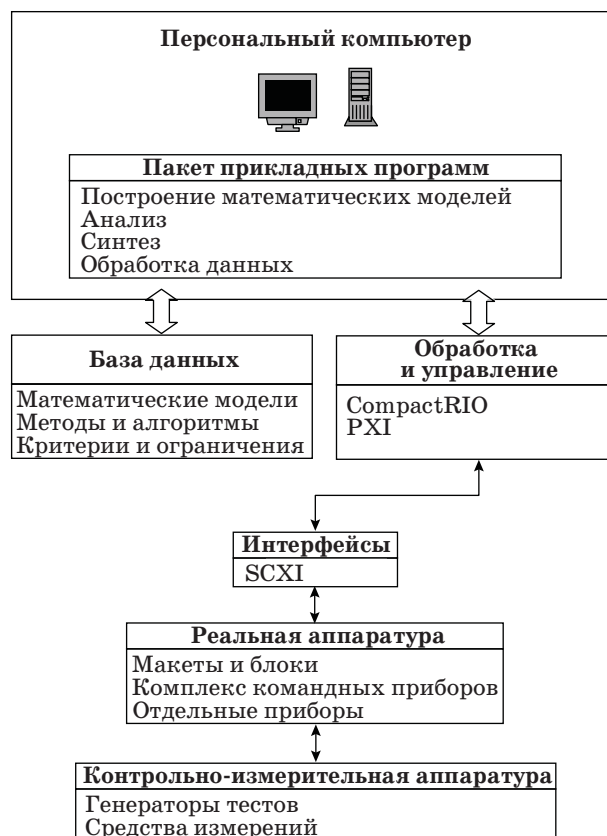 Персональный компьютер
Пакет прикладных программ
Построение математических моделей
Анализ
Синтез
Обработка данных
База данных
Математические модели
Методы и алгоритмы
Критерии и ограничения
Обработка
и управление
CompactRIO
PXI
Интерфейсы
SCXI
Реальная аппаратура
Макеты и блоки
Комплекс командных приборов
Отдельные приборы
Контрольно-измерительная аппаратура
Генераторы тестов
Средства измерений